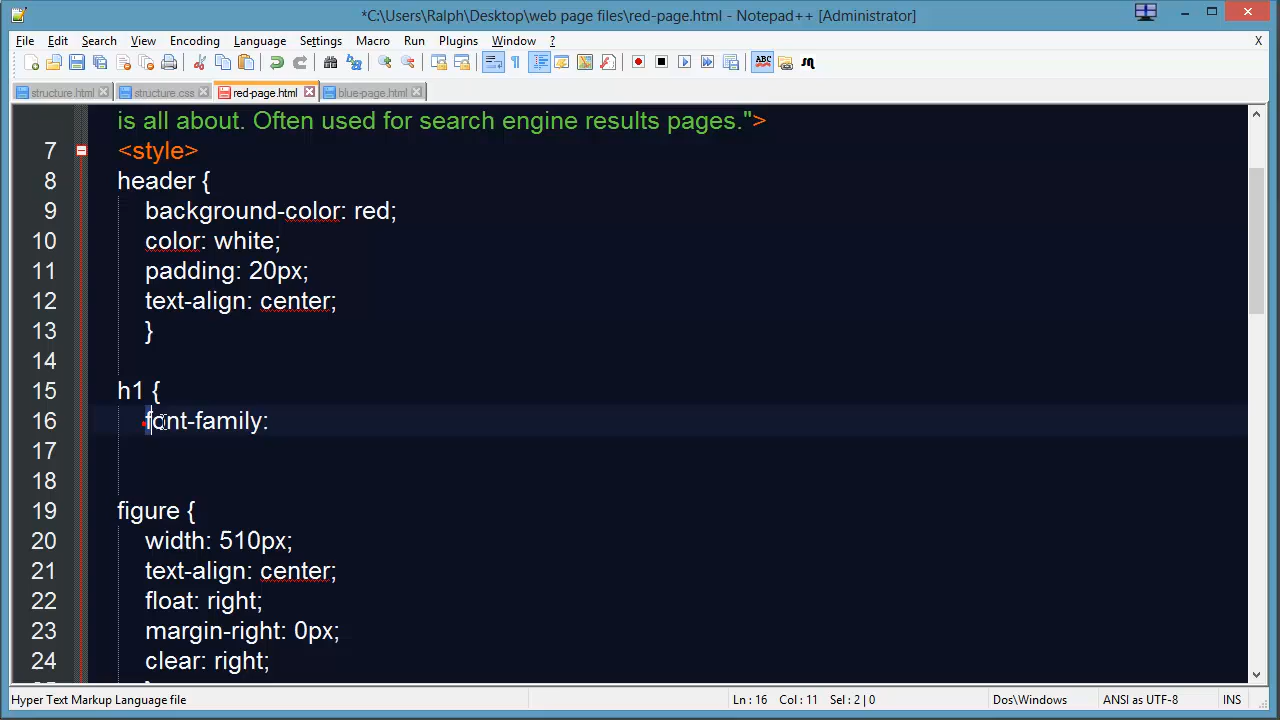 *C:\Users\Ralph\Desktop\web page files\red-page.html - Notepad++ [Administrator]
File Edit Search View Encoding Language Settings Macro Run Plugins Window ? X
structure.html structure.css red-page.html blue-page.html
is all about. Often used for search engine results pages.">
7 <style>
8 header {
9 background-color: red;
10 color: white;
11 padding: 20px;
12 text-align: center;
13 }
14
15 h1 {
16 font-family:
17
18
19 figure {
20 width: 510px;
21 text-align: center;
22 float: right;
23 margin-right: 0px;
24 clear: right;
Hyper Text Markup Language file Ln : 16 Col : 11 Sel : 2 | 0 Dos\Windows ANSI as UTF-8 INS